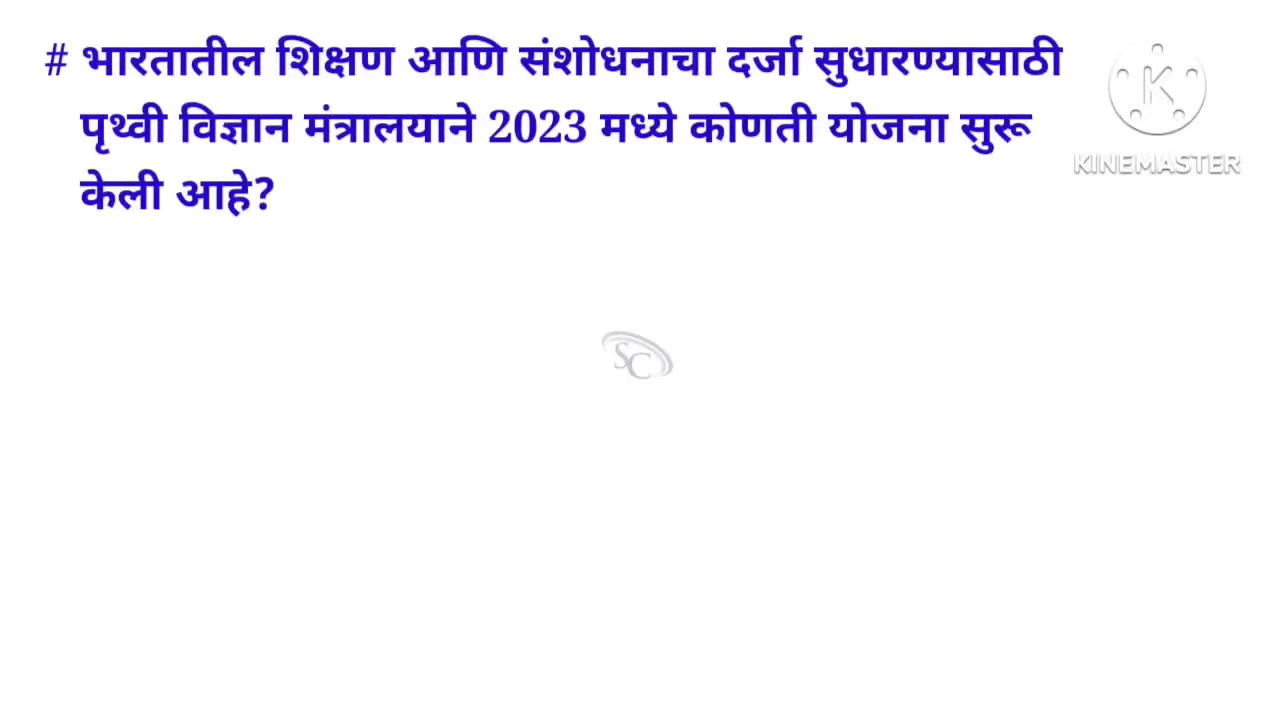 # भारतातील शिक्षण आणि संशोधनाचा दर्जा सुधारण्यासाठी
पृथ्वी विज्ञान मंत्रालयाने 2023 मध्ये कोणती योजना सुरू
केली आहे?
K
KINEMASTER
SC